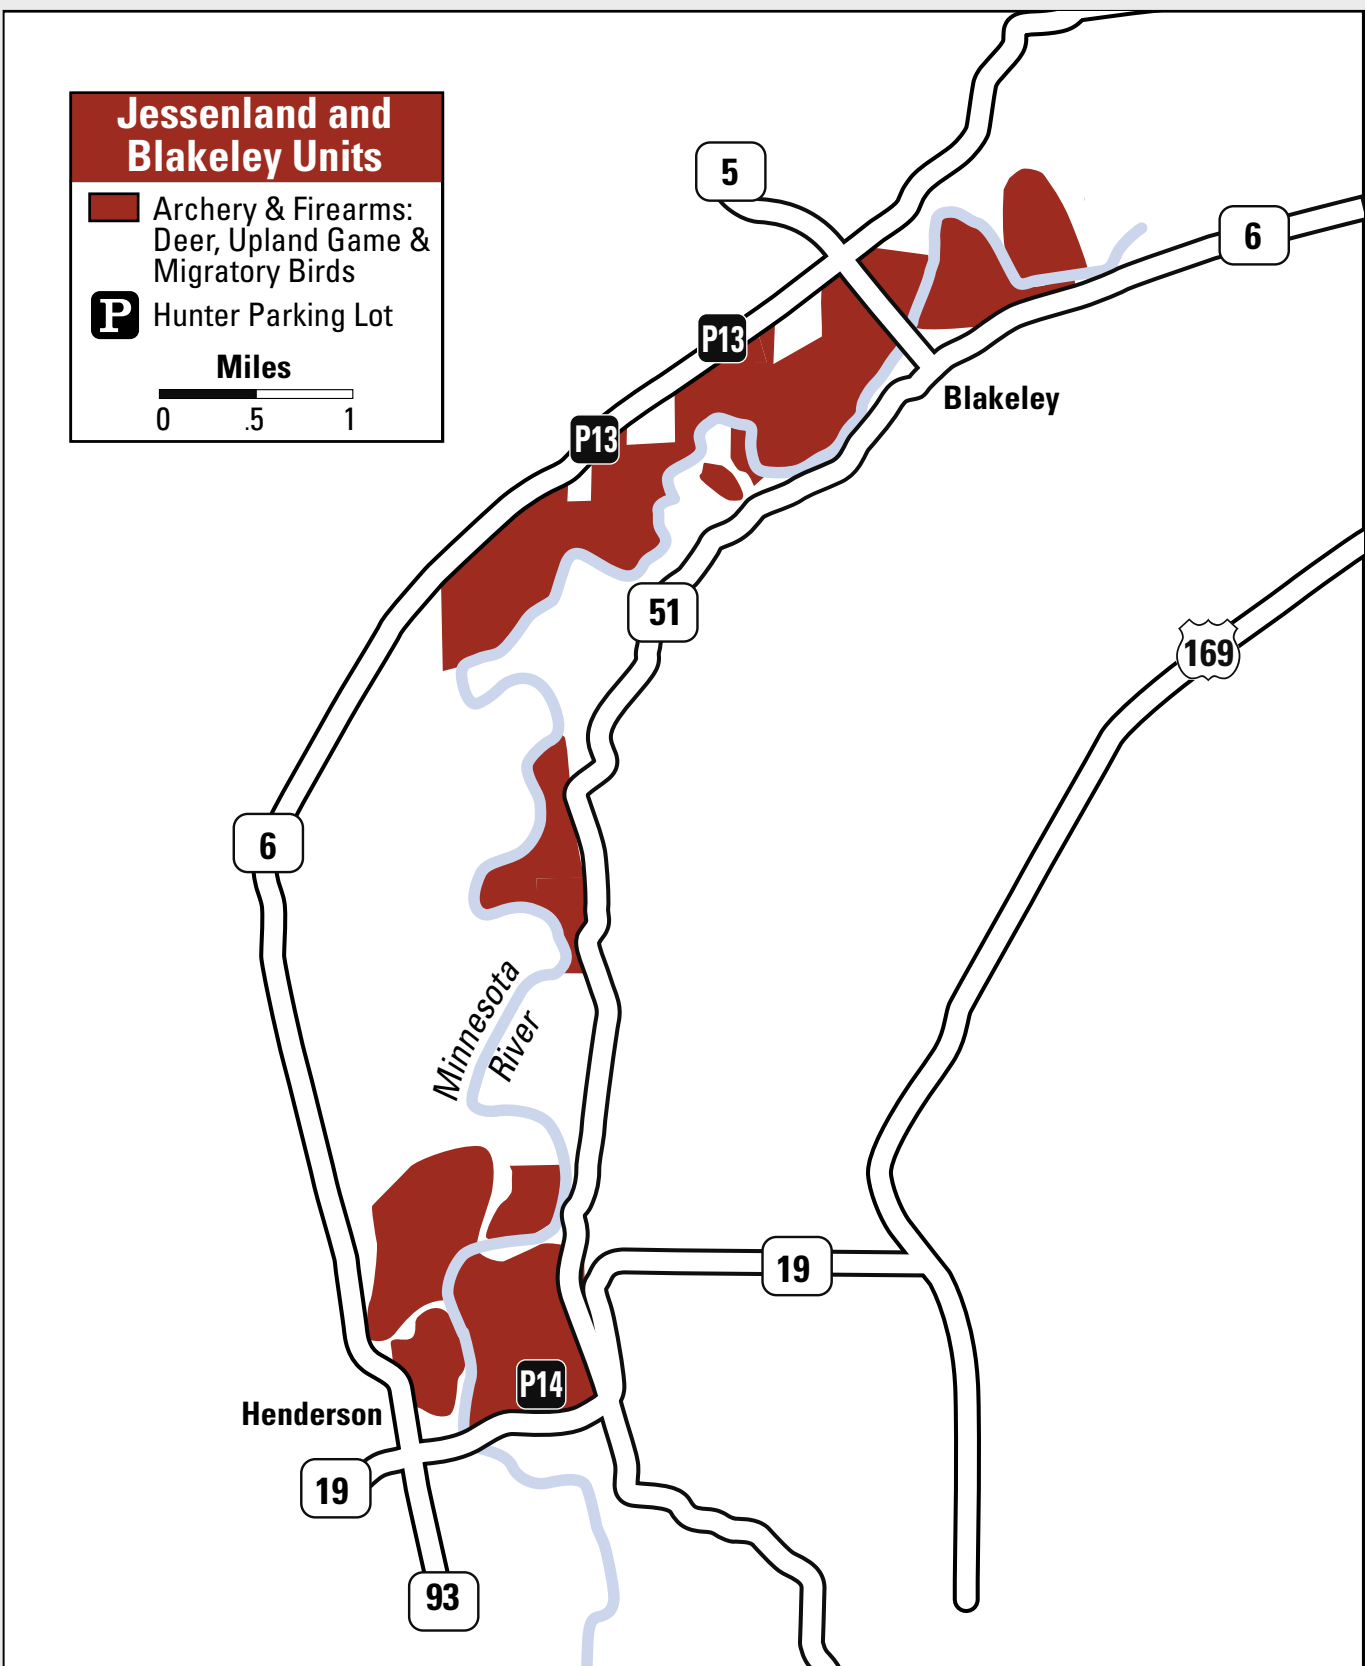 Jessenland and
Blakeley Units
Archery & Firearms:
Deer, Upland Game &
Migratory Birds
P Hunter Parking Lot
Miles
0 .5 1
5
6
P13
Blakeley
P13
51
169
6
Minnesota
River
19
P14
Henderson
19
93